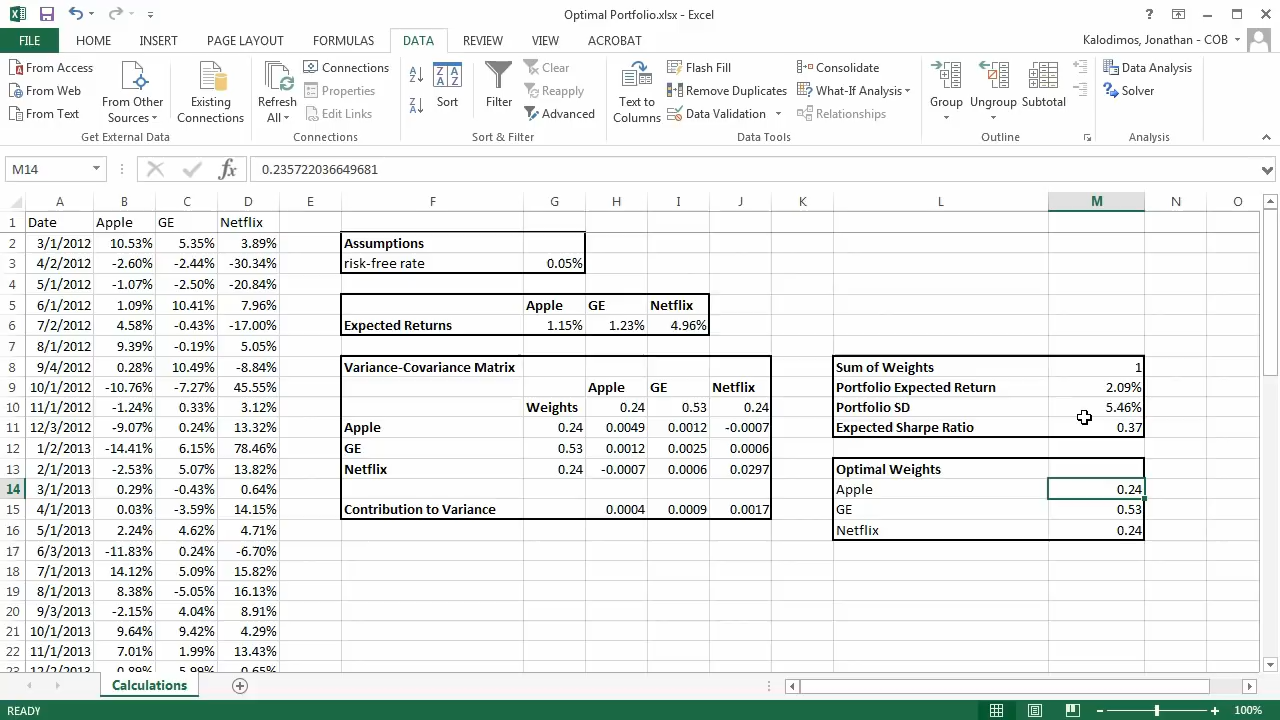 Optimal Portfolio.xlsx - Excel
?
FILE HOME INSERT PAGE LAYOUT FORMULAS DATA REVIEW VIEW ACROBAT Kalodimos, Jonathan - COB
From Access
From Web
From Text
From Other Sources
Existing Connections
Get External Data
Refresh All
Connections
Properties
Edit Links
Connections
Sort
Filter
Clear
Reapply
Advanced
Sort & Filter
Text to Columns
Flash Fill
Remove Duplicates
Data Validation
Consolidate
What-If Analysis
Relationships
Data Tools
Group
Ungroup
Subtotal
Outline
Data Analysis
Solver
Analysis
M14 fx 0.235722036649681
A B C D E F G H I J K L M N O
1 Date Apple GE Netflix
2 3/1/2012 10.53% 5.35% 3.89% Assumptions
3 4/2/2012 -2.60% -2.44% -30.34% risk-free rate 0.05%
4 5/1/2012 -1.07% -2.50% -20.84%
5 6/1/2012 1.09% 10.41% 7.96% Apple GE Netflix
6 7/2/2012 4.58% -0.43% -17.00% Expected Returns 1.15% 1.23% 4.96%
7 8/1/2012 9.39% -0.19% 5.05%
8 9/4/2012 0.28% 10.49% -8.84% Variance-Covariance Matrix Sum of Weights 1
9 10/1/2012 -10.76% -7.27% 45.55% Apple GE Netflix Portfolio Expected Return 2.09%
10 11/1/2012 -1.24% 0.33% 3.12% Weights 0.24 0.53 0.24 Portfolio SD 5.46%
11 12/3/2012 -9.07% 0.24% 13.32% Apple 0.24 0.0049 0.0012 -0.0007 Expected Sharpe Ratio 0.37
12 1/2/2013 -14.41% 6.15% 78.46% GE 0.53 0.0012 0.0025 0.0006
13 2/1/2013 -2.53% 5.07% 13.82% Netflix 0.24 -0.0007 0.0006 0.0297 Optimal Weights
14 3/1/2013 0.29% -0.43% 0.64% Apple 0.24
15 4/1/2013 0.03% -3.59% 14.15% Contribution to Variance 0.0004 0.0009 0.0017 GE 0.53
16 5/1/2013 2.24% 4.62% 4.71% Netflix 0.24
17 6/3/2013 -11.83% 0.24% -6.70%
18 7/1/2013 14.12% 5.09% 15.82%
19 8/1/2013 8.38% -5.05% 16.13%
20 9/3/2013 -2.15% 4.04% 8.91%
21 10/1/2013 9.64% 9.42% 4.29%
22 11/1/2013 7.01% 1.99% 13.43%
23 12/2/2013 0.89% 5.99% 0.65%
Calculations
READY 100%